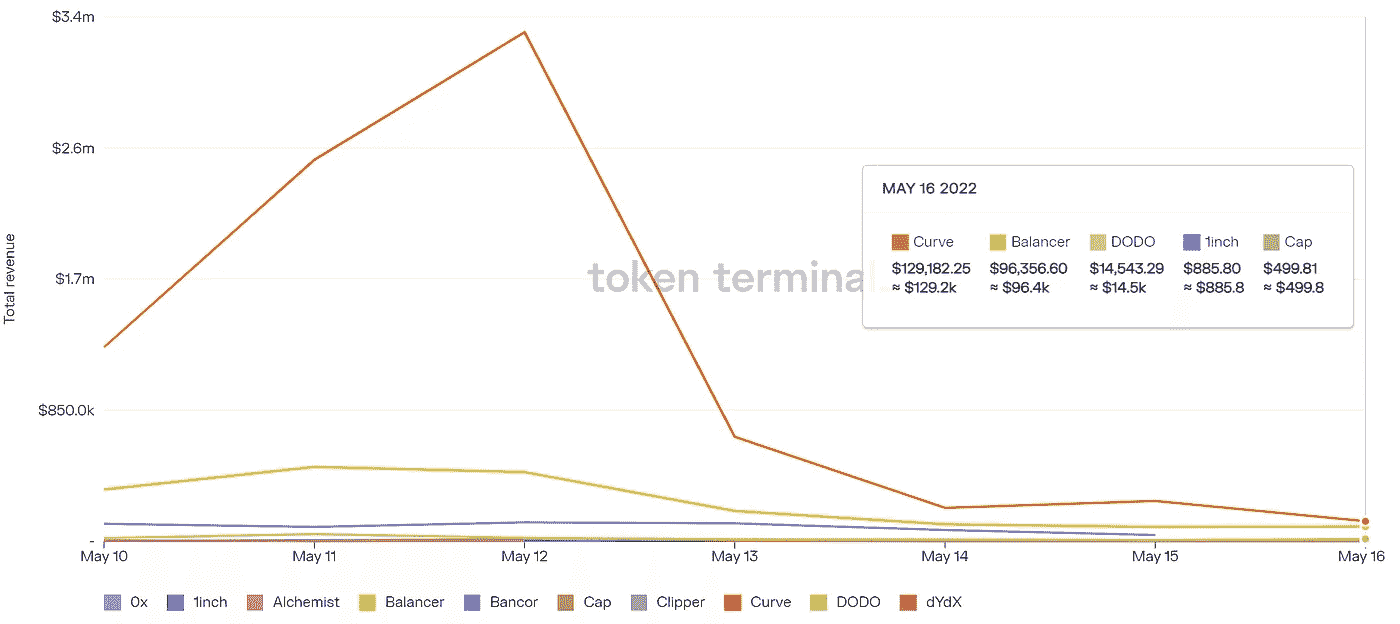 $3.4m
$2.6m
$1.7m
$850.0k
-
Total revenue
token terminal
MAY 16 2022
Curve Balancer DODO 1inch Cap
$129,182.25 $96,356.60 $14,543.29 $885.80 $499.81
≈ $129.2k ≈ $96.4k ≈ $14.5k ≈ $885.8 ≈ $499.8
May 10 May 11 May 12 May 13 May 14 May 15 May 16
0x 1inch Alchemist Balancer Bancor Cap Clipper Curve DODO dYdX